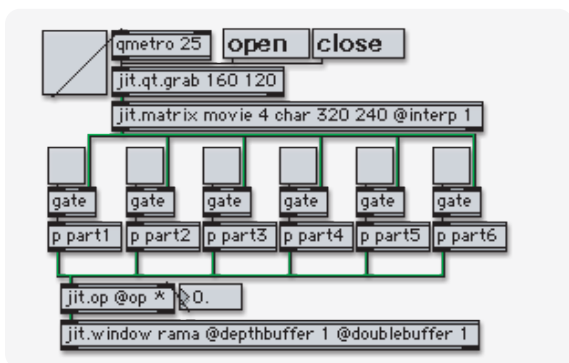 qmetro 25 open close
jit.qt.grab 160 120
jit.matrix movie 4 char 320 240 @interp 1
gate gate gate gate gate gate
p part1 p part2 p part3 p part4 p part5 p part6
jit.op @op * 0.
jit.window rama @depthbuffer 1 @doublebuffer 1